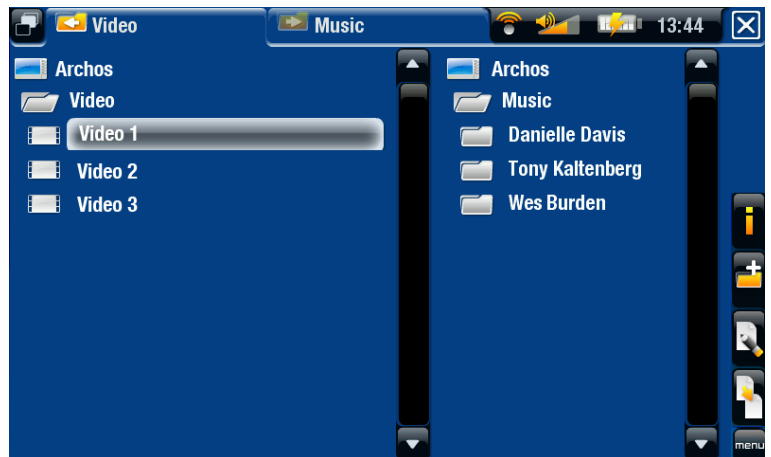 Video
Music
13:44
Archos
Video
Video 1
Video 2
Video 3
Archos
Music
Danielle Davis
Tony Kaltenberg
Wes Burden
i
menu